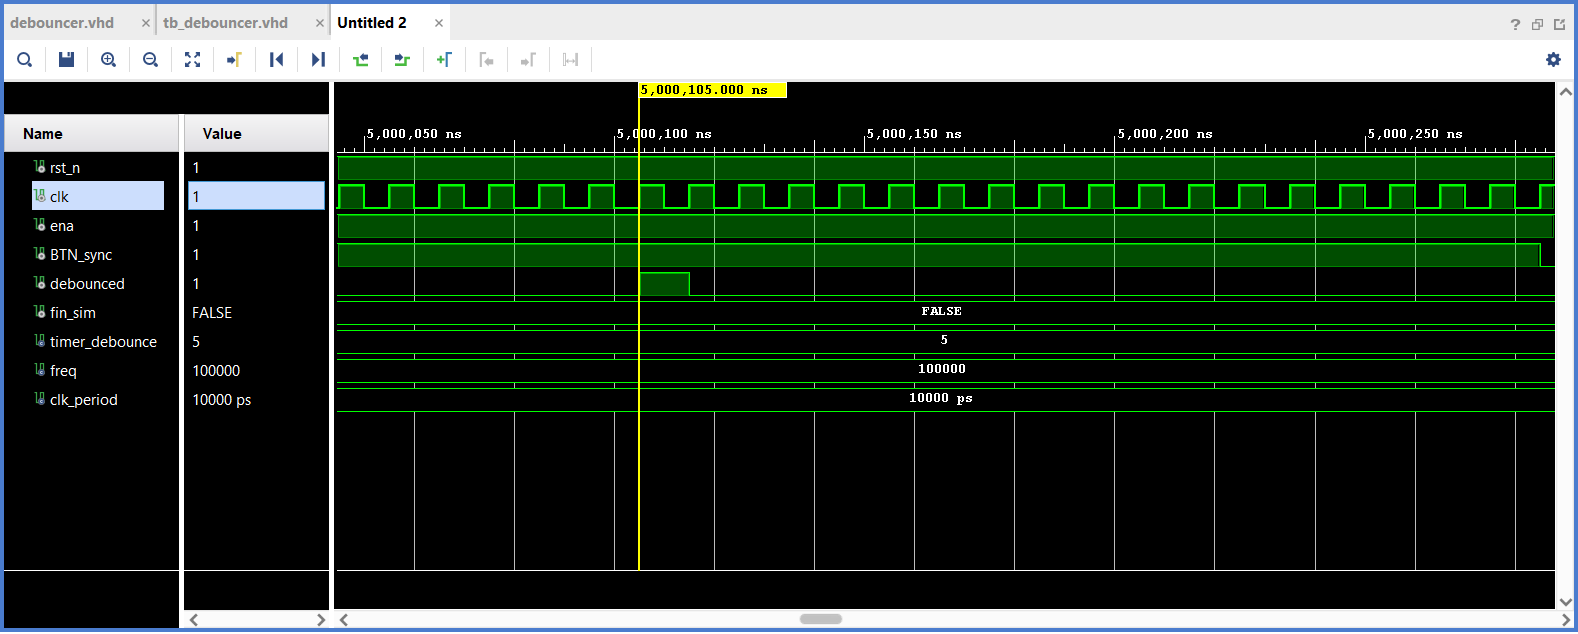 debouncer.vhd × tb_debouncer.vhd × Untitled 2 ×
?
5,000,105.000 ns
5,000,050 ns 5,000,100 ns 5,000,150 ns 5,000,200 ns 5,000,250 ns
Name Value
rst_n 1
clk 1
ena 1
BTN_sync 1
debounced 1
fin_sim FALSE FALSE
timer_debounce 5 5
freq 100000 100000
clk_period 10000 ps 10000 ps